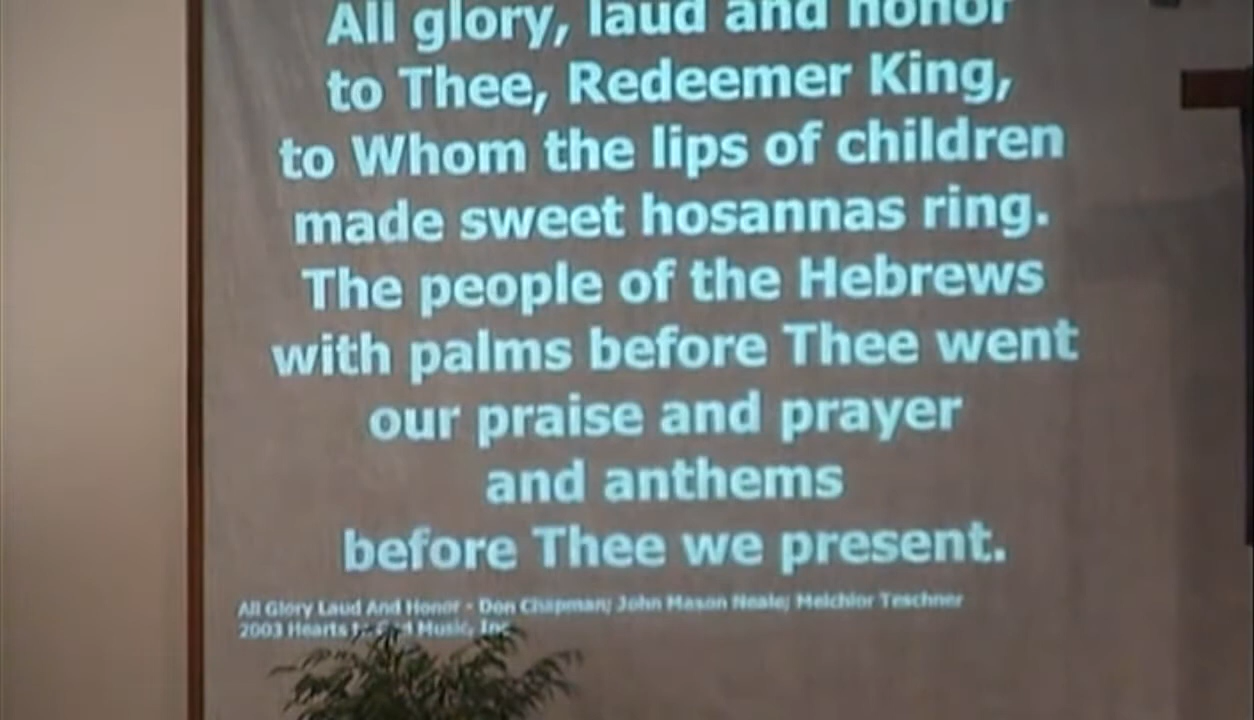 All glory, laud and honor
to Thee, Redeemer King,
to Whom the lips of children
made sweet hosannas ring.
The people of the Hebrews
with palms before Thee went
our praise and prayer
and anthems
before Thee we present.
All Glory Laud And Honor - Don Chapman; John Mason Neale; Melchior Teschner
2003 Hearts Music, Inc